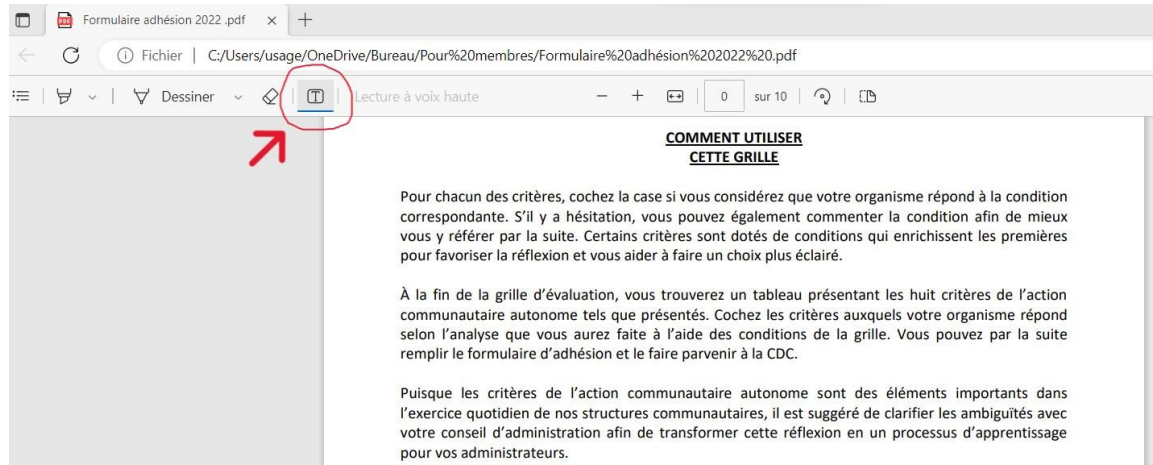 Formulaire adhésion 2022 .pdf
Fichier | C:/Users/usage/OneDrive/Bureau/Pour%20membres/Formulaire%20adhésion%202022%20.pdf
Dessiner T Lecture à voix haute 0 sur 10
COMMENT UTILISER
CETTE GRILLE
Pour chacun des critères, cochez la case si vous considérez que votre organisme répond à la condition
correspondante. S’il y a hésitation, vous pouvez également commenter la condition afin de mieux
vous y référer par la suite. Certains critères sont dotés de conditions qui enrichissent les premières
pour favoriser la réflexion et vous aider à faire un choix plus éclairé.
À la fin de la grille d’évaluation, vous trouverez un tableau présentant les huit critères de l’action
communautaire autonome tels que présentés. Cochez les critères auxquels votre organisme répond
selon l’analyse que vous aurez faite à l’aide des conditions de la grille. Vous pouvez par la suite
remplir le formulaire d’adhésion et le faire parvenir à la CDC.
Puisque les critères de l’action communautaire autonome sont des éléments importants dans
l’exercice quotidien de nos structures communautaires, il est suggéré de clarifier les ambiguïtés avec
votre conseil d’administration afin de transformer cette réflexion en un processus d’apprentissage
pour vos administrateurs.